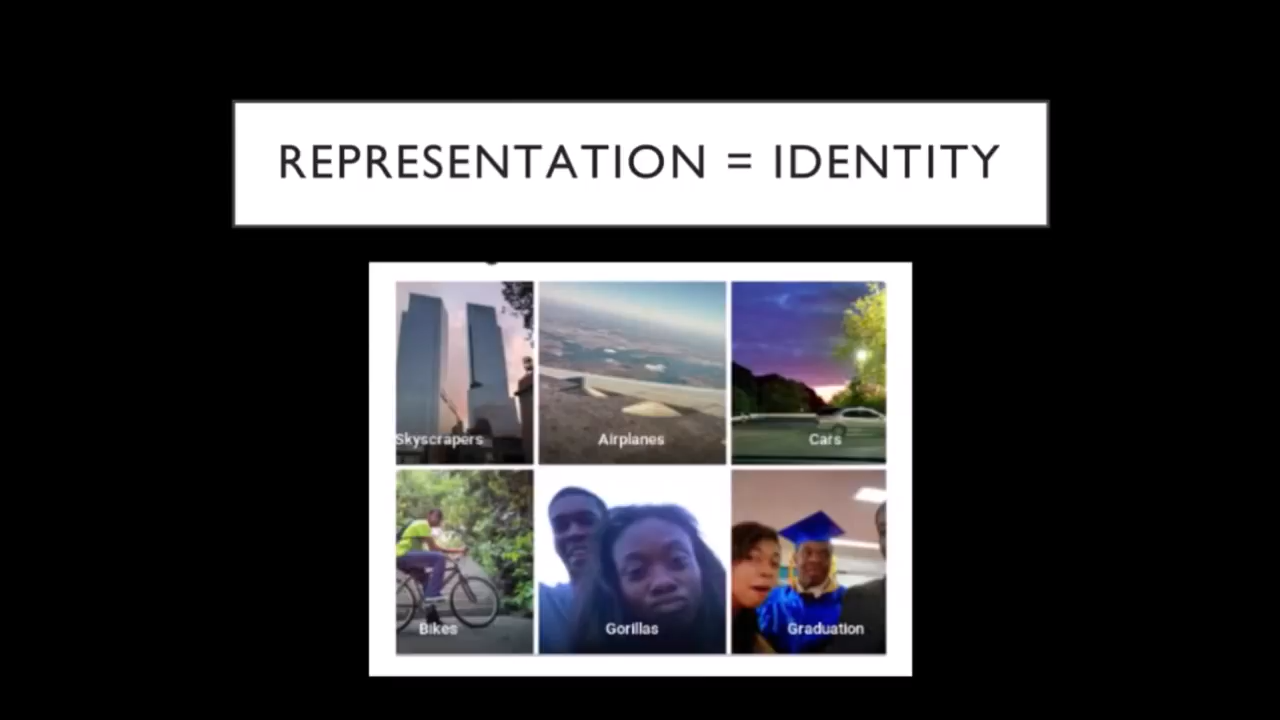 REPRESENTATION = IDENTITY
Skyscrapers
Airplanes
Cars
Bikes
Gorillas
Graduation